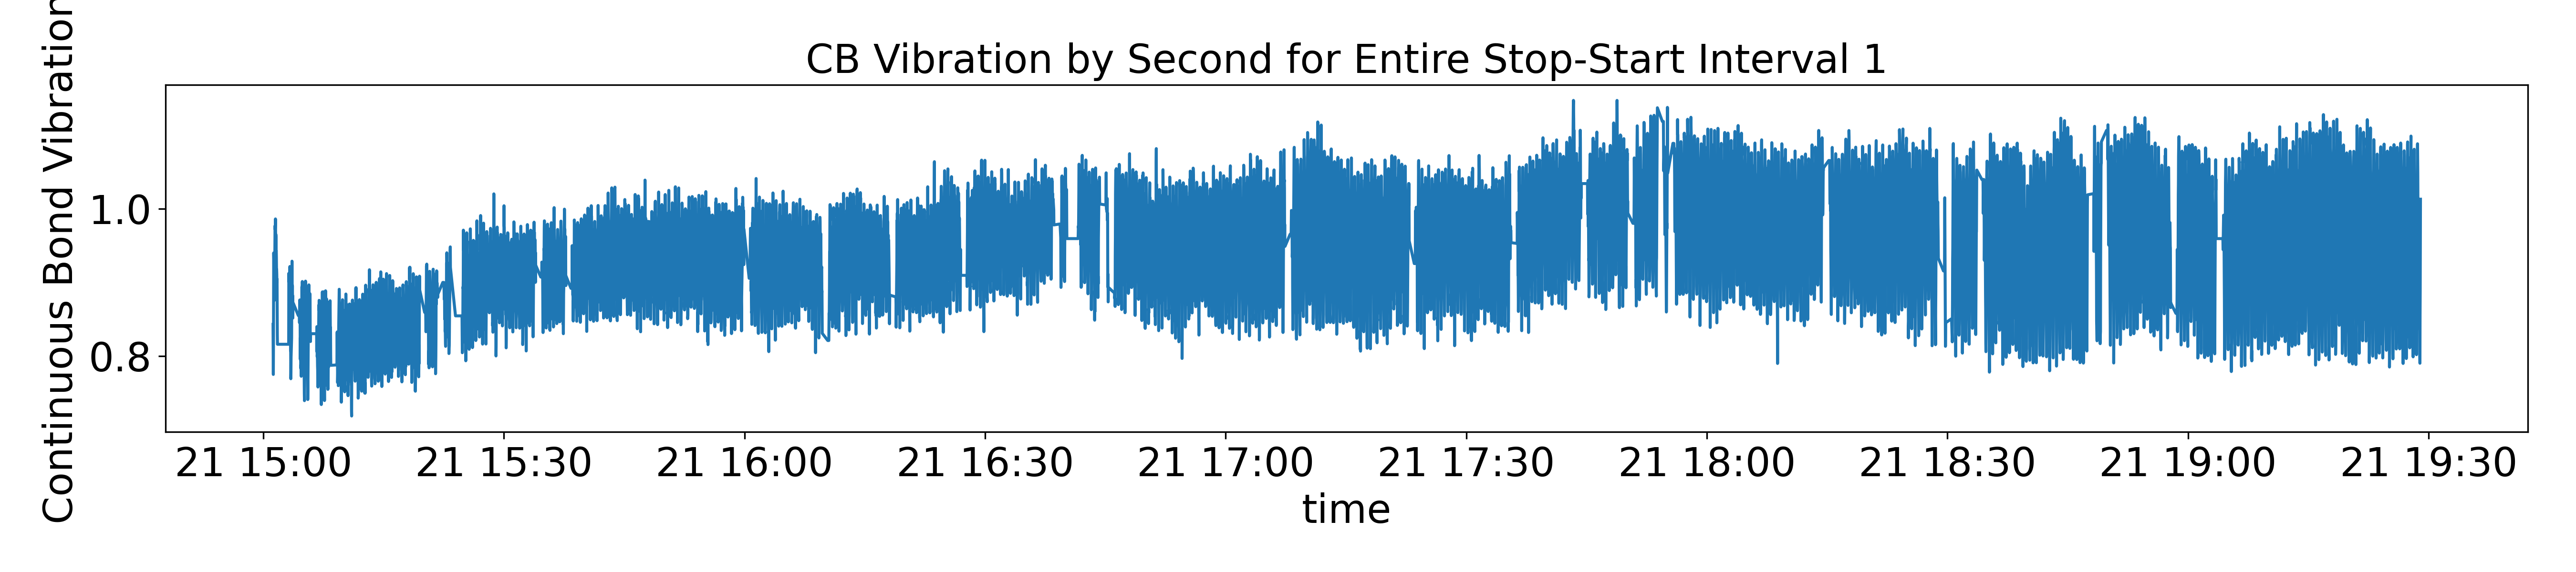 CB Vibration by Second for Entire Stop-Start Interval 1
Continuous Bond Vibration
1.0
0.8
21 15:00 21 15:30 21 16:00 21 16:30 21 17:00 21 17:30 21 18:00 21 18:30 21 19:00 21 19:30
time